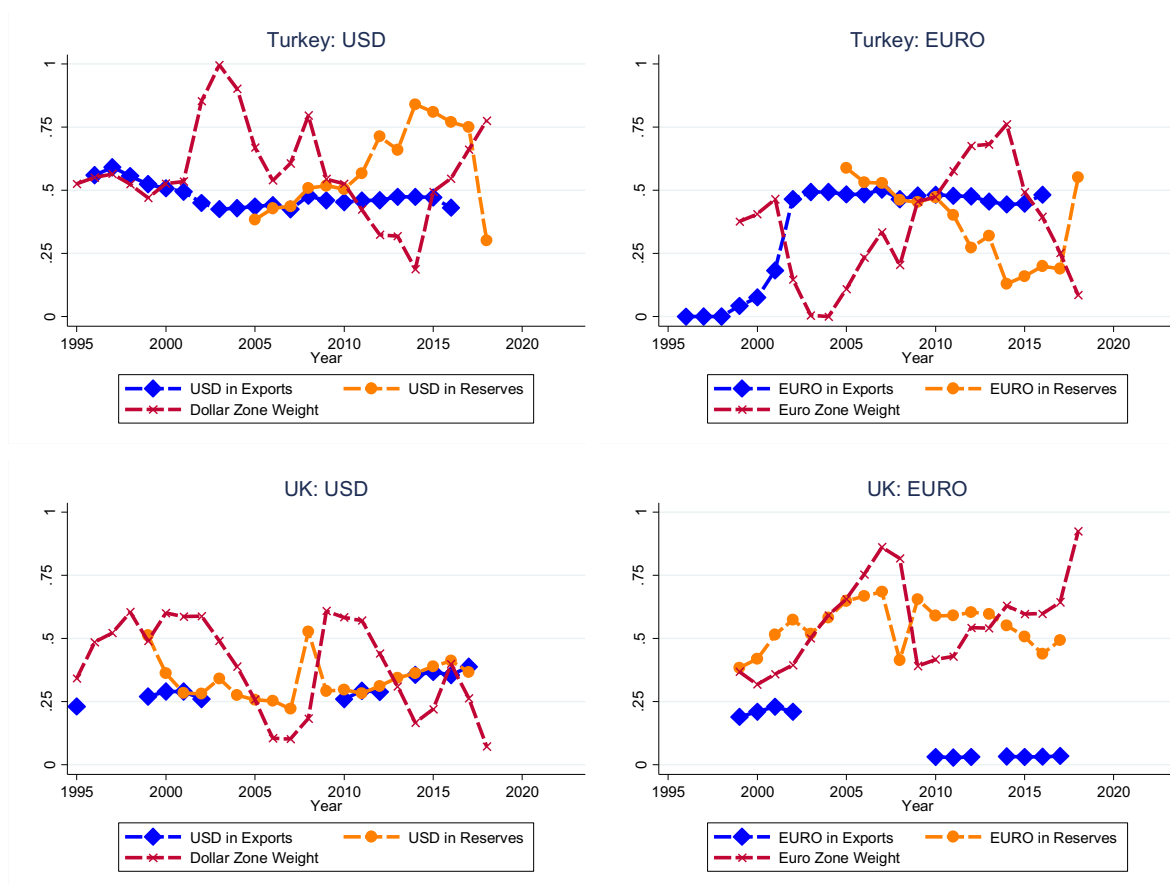 Turkey: USD
1
.75
.5
.25
0
1995 2000 2005 2010 2015 2020
Year
USD in Exports USD in Reserves
Dollar Zone Weight
Turkey: EURO
1
.75
.5
.25
0
1995 2000 2005 2010 2015 2020
Year
EURO in Exports EURO in Reserves
Euro Zone Weight
UK: USD
1
.75
.5
.25
0
1995 2000 2005 2010 2015 2020
Year
USD in Exports USD in Reserves
Dollar Zone Weight
UK: EURO
1
.75
.5
.25
0
1995 2000 2005 2010 2015 2020
Year
EURO in Exports EURO in Reserves
Euro Zone Weight